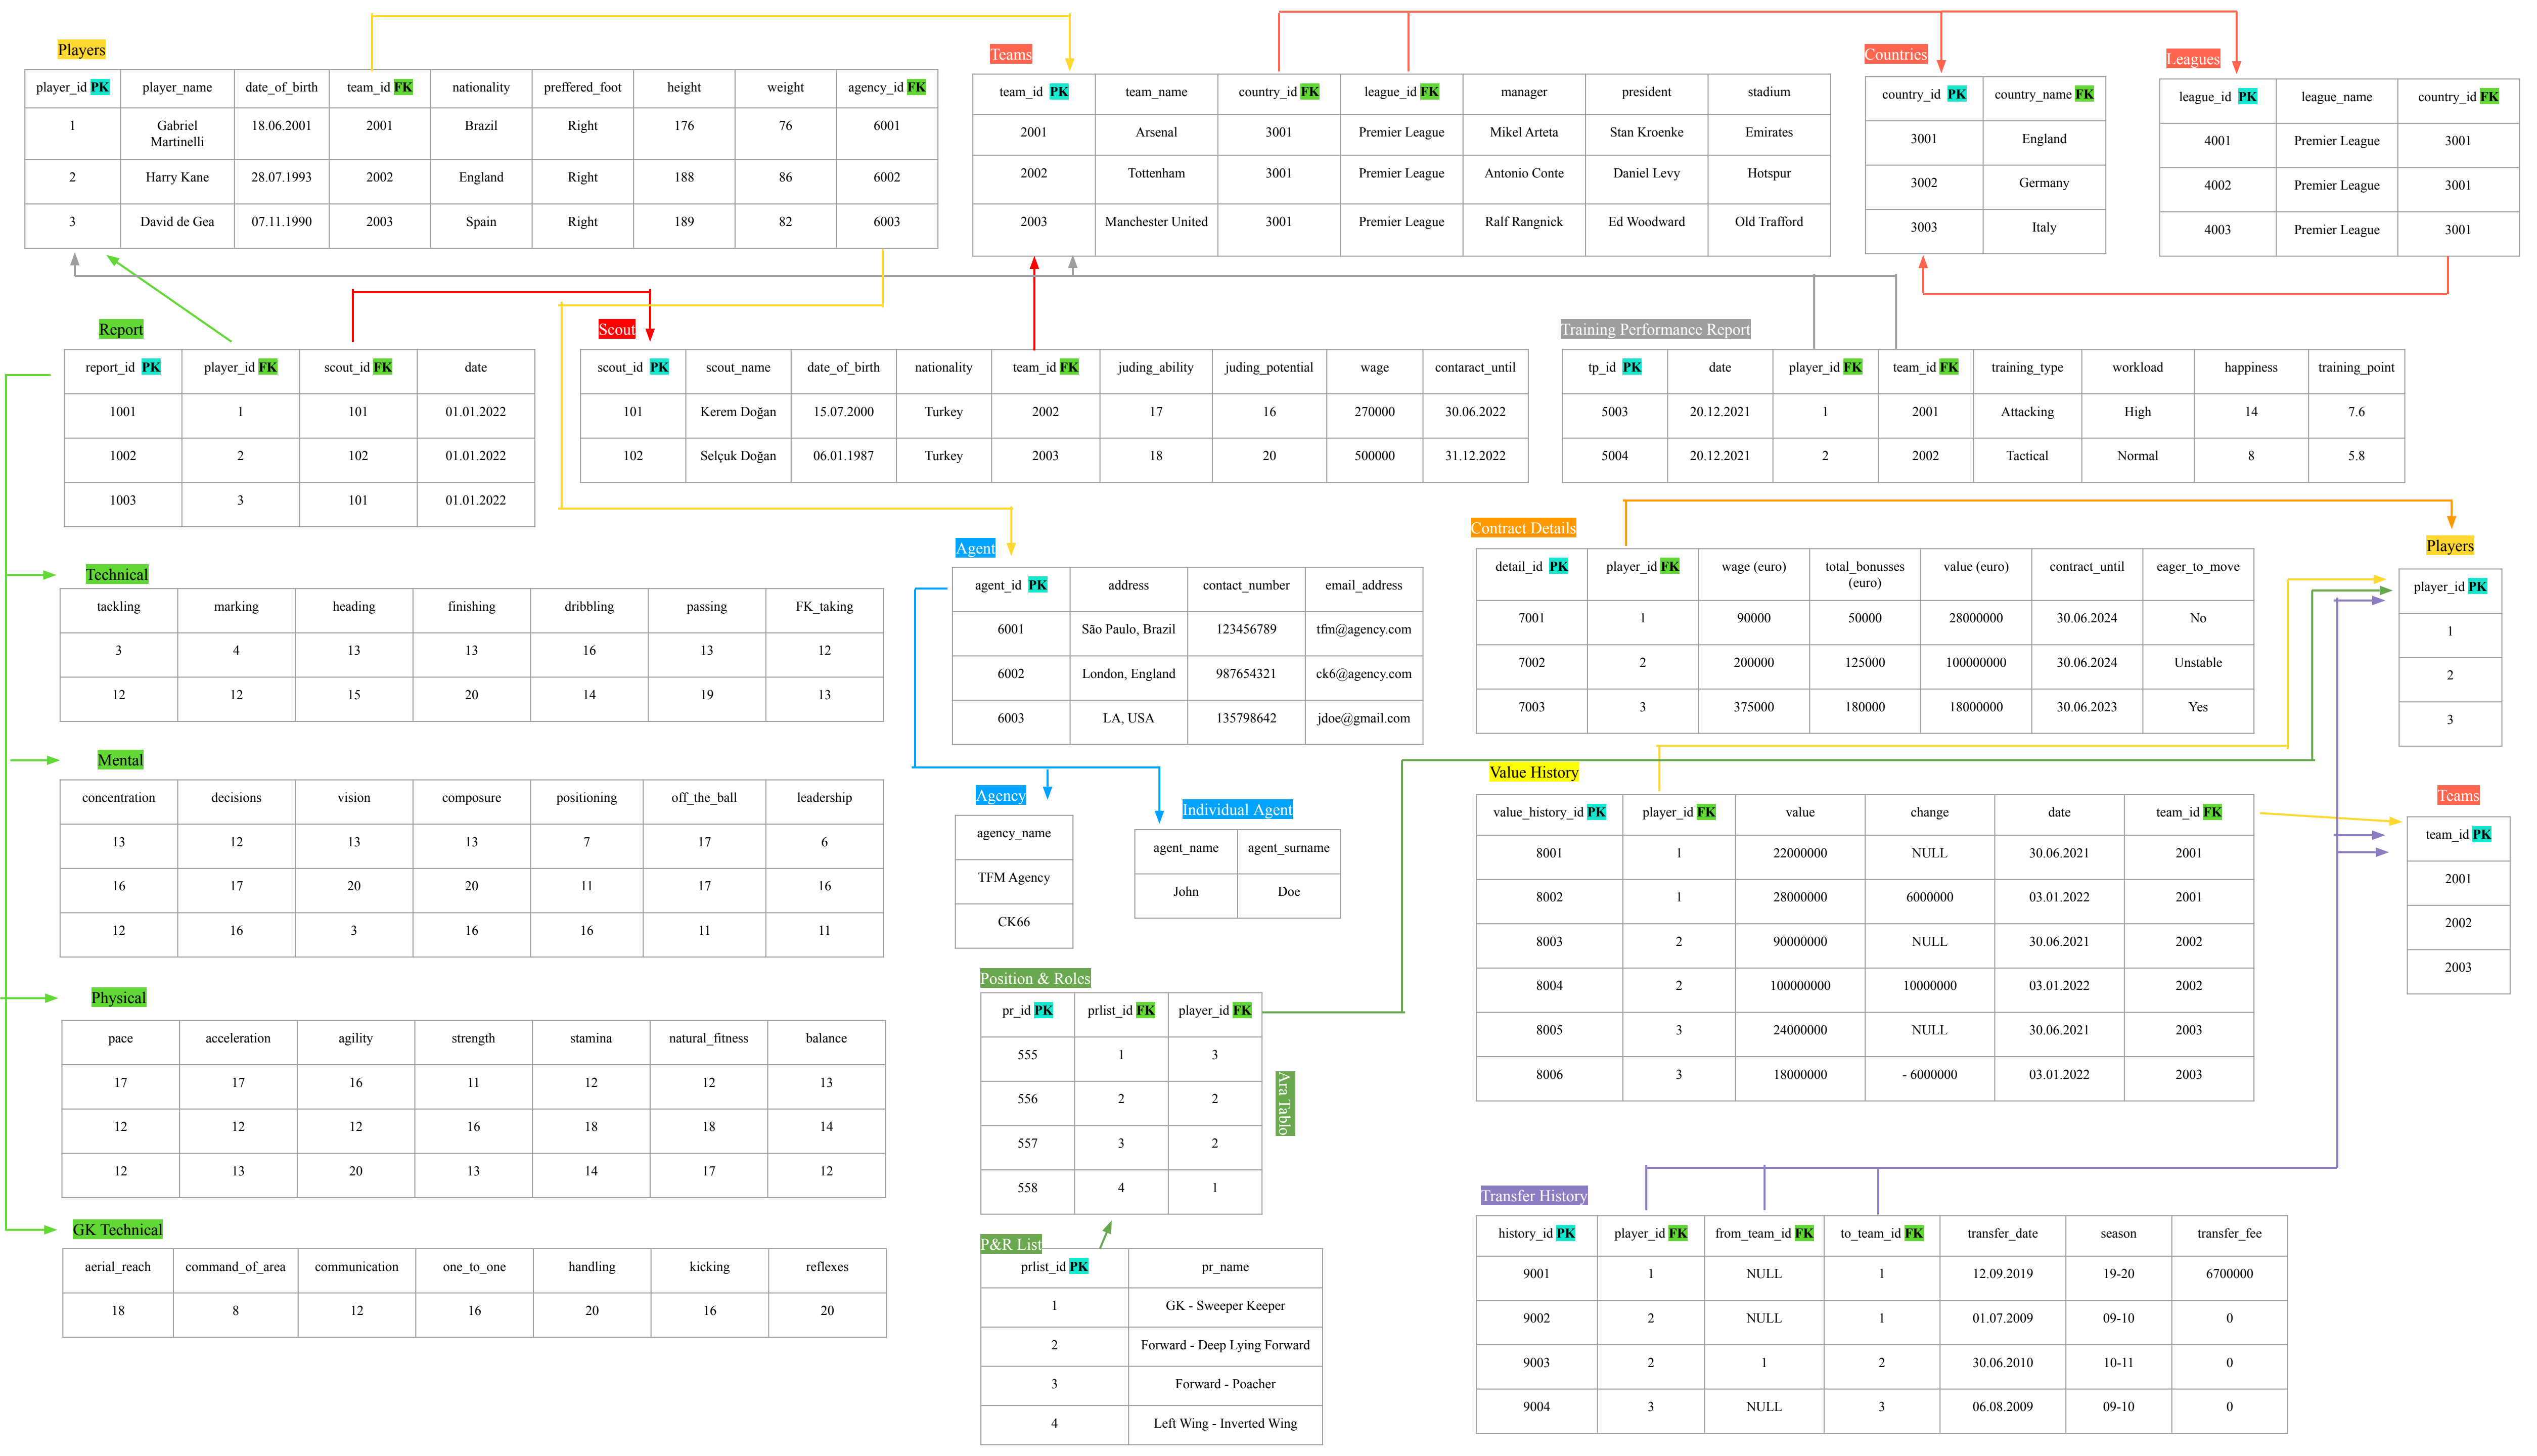 Players
player_id PK player_name date_of_birth team_id FK nationality preffered_foot height weight agency_id FK
1 Gabriel Martinelli 18.06.2001 2001 Brazil Right 176 76 6001
2 Harry Kane 28.07.1993 2002 England Right 188 86 6002
3 David de Gea 07.11.1990 2003 Spain Right 189 82 6003
Teams
team_id PK team_name country_id FK league_id FK manager president stadium
2001 Arsenal 3001 Premier League Mikel Arteta Stan Kroenke Emirates
2002 Tottenham 3001 Premier League Antonio Conte Daniel Levy Hotspur
2003 Manchester United 3001 Premier League Ralf Rangnick Ed Woodward Old Trafford
Countries
country_id PK country_name FK
3001 England
3002 Germany
3003 Italy
Leagues
league_id PK league_name country_id FK
4001 Premier League 3001
4002 Premier League 3001
4003 Premier League 3001
Report
report_id PK player_id FK scout_id FK date
1001 1 101 01.01.2022
1002 2 102 01.01.2022
1003 3 101 01.01.2022
Scout
scout_id PK scout_name date_of_birth nationality team_id FK juding_ability juding_potential wage contaract_until
101 Kerem Doğan 15.07.2000 Turkey 2002 17 16 270000 30.06.2022
102 Selçuk Doğan 06.01.1987 Turkey 2003 18 20 500000 31.12.2022
Training Performance Report
tp_id PK date player_id FK team_id FK training_type workload happiness training_point
5003 20.12.2021 1 2001 Attacking High 14 7.6
5004 20.12.2021 2 2002 Tactical Normal 8 5.8
Technical
tackling marking heading finishing dribbling passing FK_taking
3 4 13 13 16 13 12
12 12 15 20 14 19 13
Mental
concentration decisions vision composure positioning off_the_ball leadership
13 12 13 13 7 17 6
16 17 20 20 11 17 16
12 16 3 16 16 11 11
Physical
pace acceleration agility strength stamina natural_fitness balance
17 17 16 11 12 12 13
12 12 12 16 18 18 14
12 13 20 13 14 17 12
GK Technical
aerial_reach command_of_area communication one_to_one handling kicking reflexes
18 8 12 16 20 16 20
Agent
agent_id PK address contact_number email_address
6001 São Paulo, Brazil 123456789 tfm@agency.com
6002 London, England 987654321 ck6@agency.com
6003 LA, USA 135798642 jdoe@gmail.com
Agency
agency_name
TFM Agency
CK66
Individual Agent
agent_name agent_surname
John Doe
Position & Roles
pr_id PK prlist_id FK player_id FK
555 1 3
556 2 2
557 3 2
558 4 1
Ara Tablo
P&R List
prlist_id PK pr_name
1 GK - Sweeper Keeper
2 Forward - Deep Lying Forward
3 Forward - Poacher
4 Left Wing - Inverted Wing
Contract Details
detail_id PK player_id FK wage (euro) total_bonusses (euro) value (euro) contract_until eager_to_move
7001 1 90000 50000 28000000 30.06.2024 No
7002 2 200000 125000 100000000 30.06.2024 Unstable
7003 3 375000 180000 18000000 30.06.2023 Yes
Players
player_id PK
1
2
3
Value History
value_history_id PK player_id FK value change date team_id FK
8001 1 22000000 NULL 30.06.2021 2001
8002 1 28000000 6000000 03.01.2022 2001
8003 2 90000000 NULL 30.06.2021 2002
8004 2 100000000 10000000 03.01.2022 2002
8005 3 24000000 NULL 30.06.2021 2003
8006 3 18000000 - 6000000 03.01.2022 2003
Teams
team_id PK
2001
2002
2003
Transfer History
history_id PK player_id FK from_team_id FK to_team_id FK transfer_date season transfer_fee
9001 1 NULL 1 12.09.2019 19-20 6700000
9002 2 NULL 1 01.07.2009 09-10 0
9003 2 1 2 30.06.2010 10-11 0
9004 3 NULL 3 06.08.2009 09-10 0